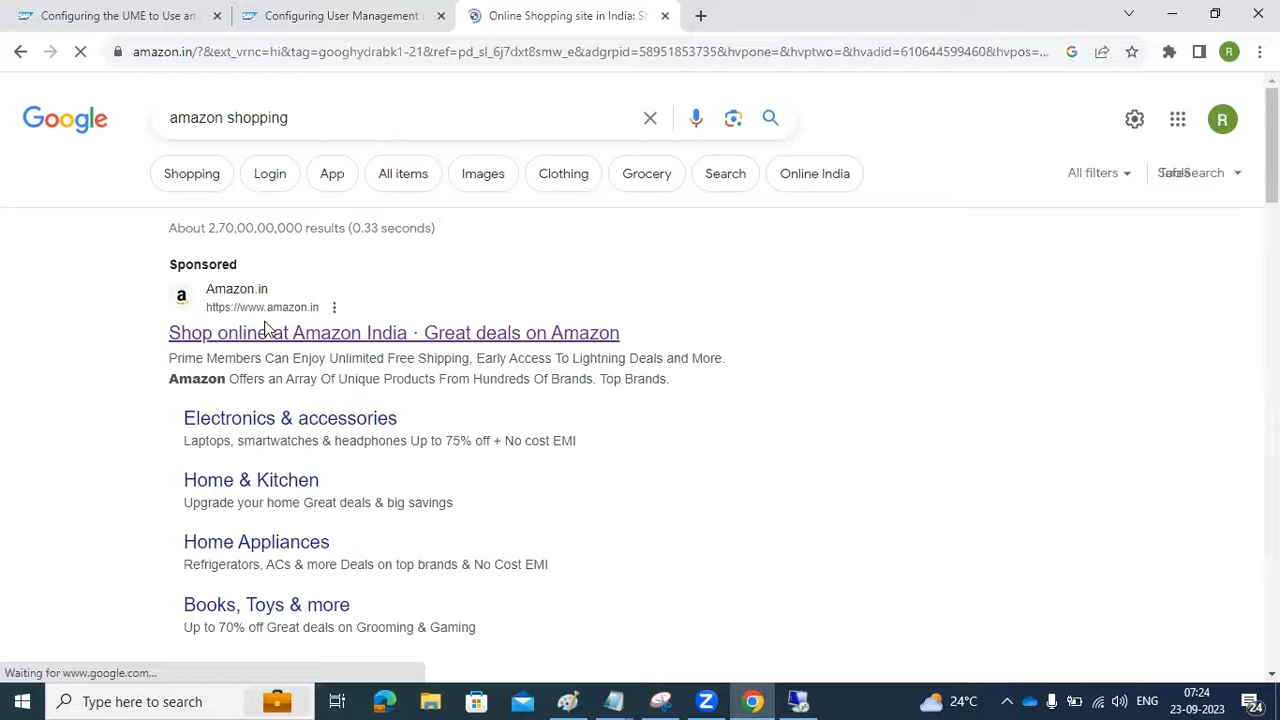 Configuring the UME to Use an
Configuring User Management
Online Shopping site in India: Sh
amazon.in/?&ext_vrnc=hi&tag=googhydrabk1-21&ref=pd_sl_6j7dxt8smw_e&adgrpid=58951853735&hvpone=&hvptwo=&hvadid=610644599460&hvpos=...
R
Google
amazon shopping
R
Shopping
Login
App
All items
Images
Clothing
Grocery
Search
Online India
All filters
SafeSearch
About 2,70,00,00,000 results (0.33 seconds)
Sponsored
a
Amazon.in
https://www.amazon.in
Shop online at Amazon India · Great deals on Amazon
Prime Members Can Enjoy Unlimited Free Shipping, Early Access To Lightning Deals and More.
Amazon Offers an Array Of Unique Products From Hundreds Of Brands. Top Brands.
Electronics & accessories
Laptops, smartwatches & headphones Up to 75% off + No cost EMI
Home & Kitchen
Upgrade your home Great deals & big savings
Home Appliances
Refrigerators, ACs & more Deals on top brands & No Cost EMI
Books, Toys & more
Up to 70% off Great deals on Grooming & Gaming
Waiting for www.google.com...
Type here to search
24°C
ENG
07:24
23-09-2023
24